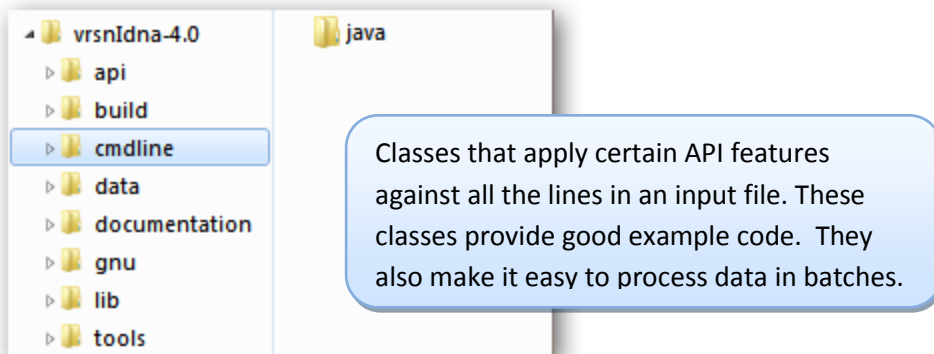 vrsnIdna-4.0
api
build
cmdline
data
documentation
gnu
lib
tools
java
Classes that apply certain API features
against all the lines in an input file. These
classes provide good example code. They
also make it easy to process data in batches.